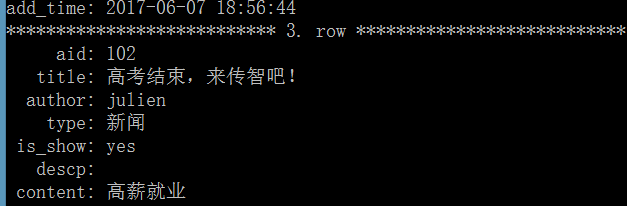 add_time: 2017-06-07 18:56:44
*************************** 3. row ***************************
aid: 102
title: 高考结束，来传智吧！
author: julien
type: 新闻
is_show: yes
descp:
content: 高薪就业